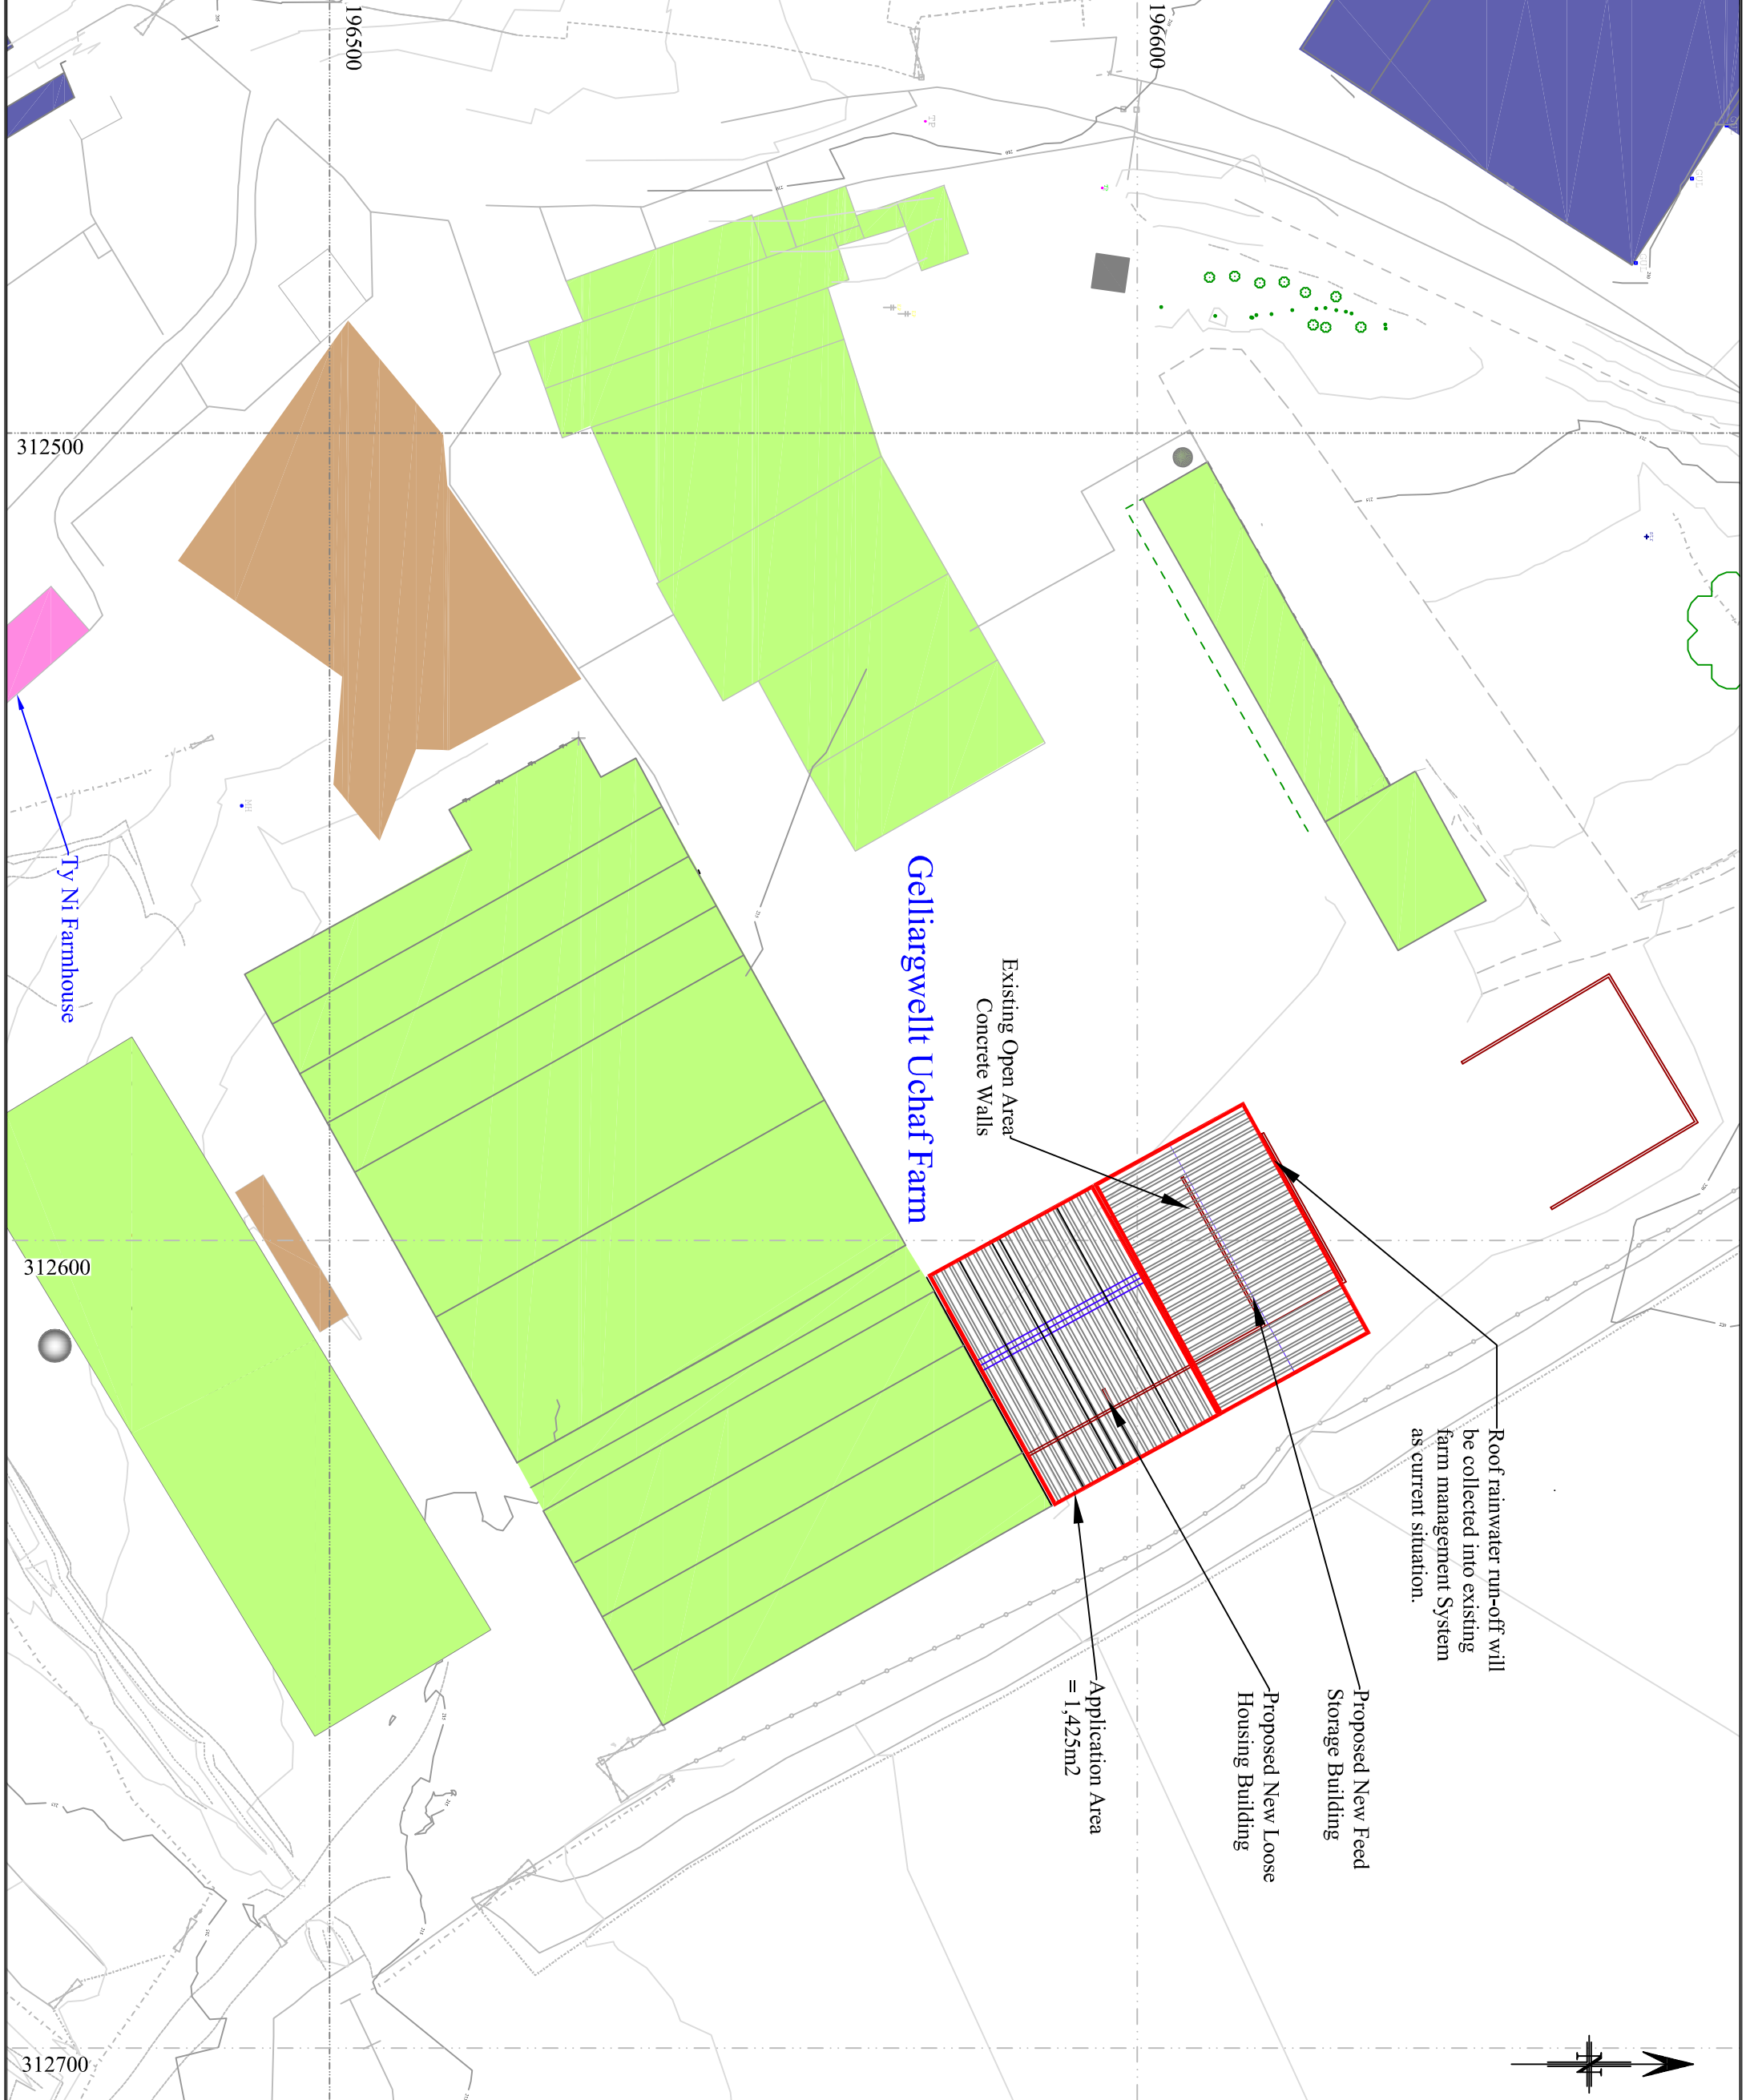 196500
196600
312500
312600
312700
Ty Ni Farmhouse
Gelliargwellt Uchaf Farm
Existing Open Area
Concrete Walls
Roof rainwater run-off will
be collected into existing
farm management System
as current situation.
Proposed New Feed
Storage Building
Proposed New Loose
Housing Building
Application Area
= 1,425m2
N